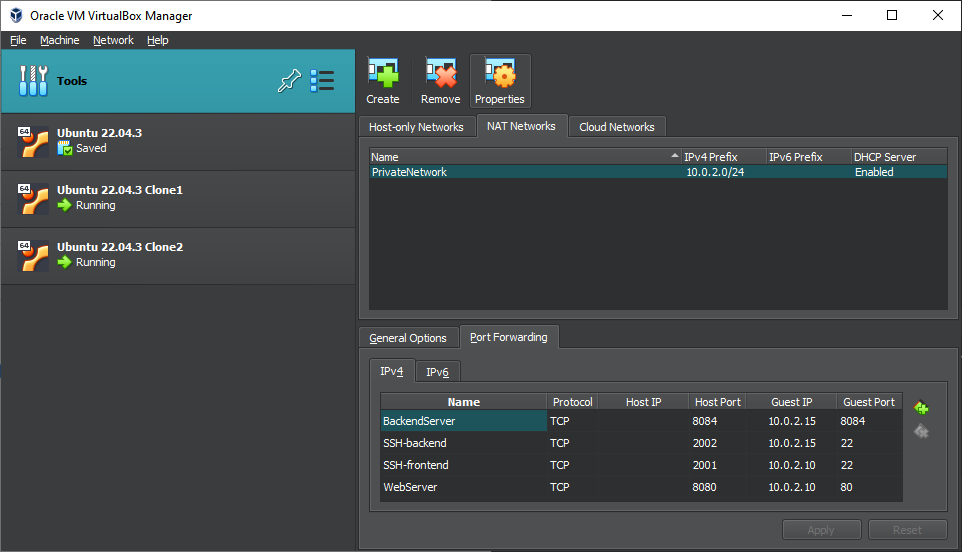 Oracle VM VirtualBox Manager
File Machine Network Help
Tools
64
Ubuntu 22.04.3
Saved
64
Ubuntu 22.04.3 Clone1
Running
64
Ubuntu 22.04.3 Clone2
Running
Create Remove Properties
Host-only Networks NAT Networks Cloud Networks
Name IPv4 Prefix IPv6 Prefix DHCP Server
PrivateNetwork 10.0.2.0/24 Enabled
General Options Port Forwarding
IPv4 IPv6
Name Protocol Host IP Host Port Guest IP Guest Port
BackendServer TCP 8084 10.0.2.15 8084
SSH-backend TCP 2002 10.0.2.15 22
SSH-frontend TCP 2001 10.0.2.10 22
WebServer TCP 8080 10.0.2.10 80
Apply Reset